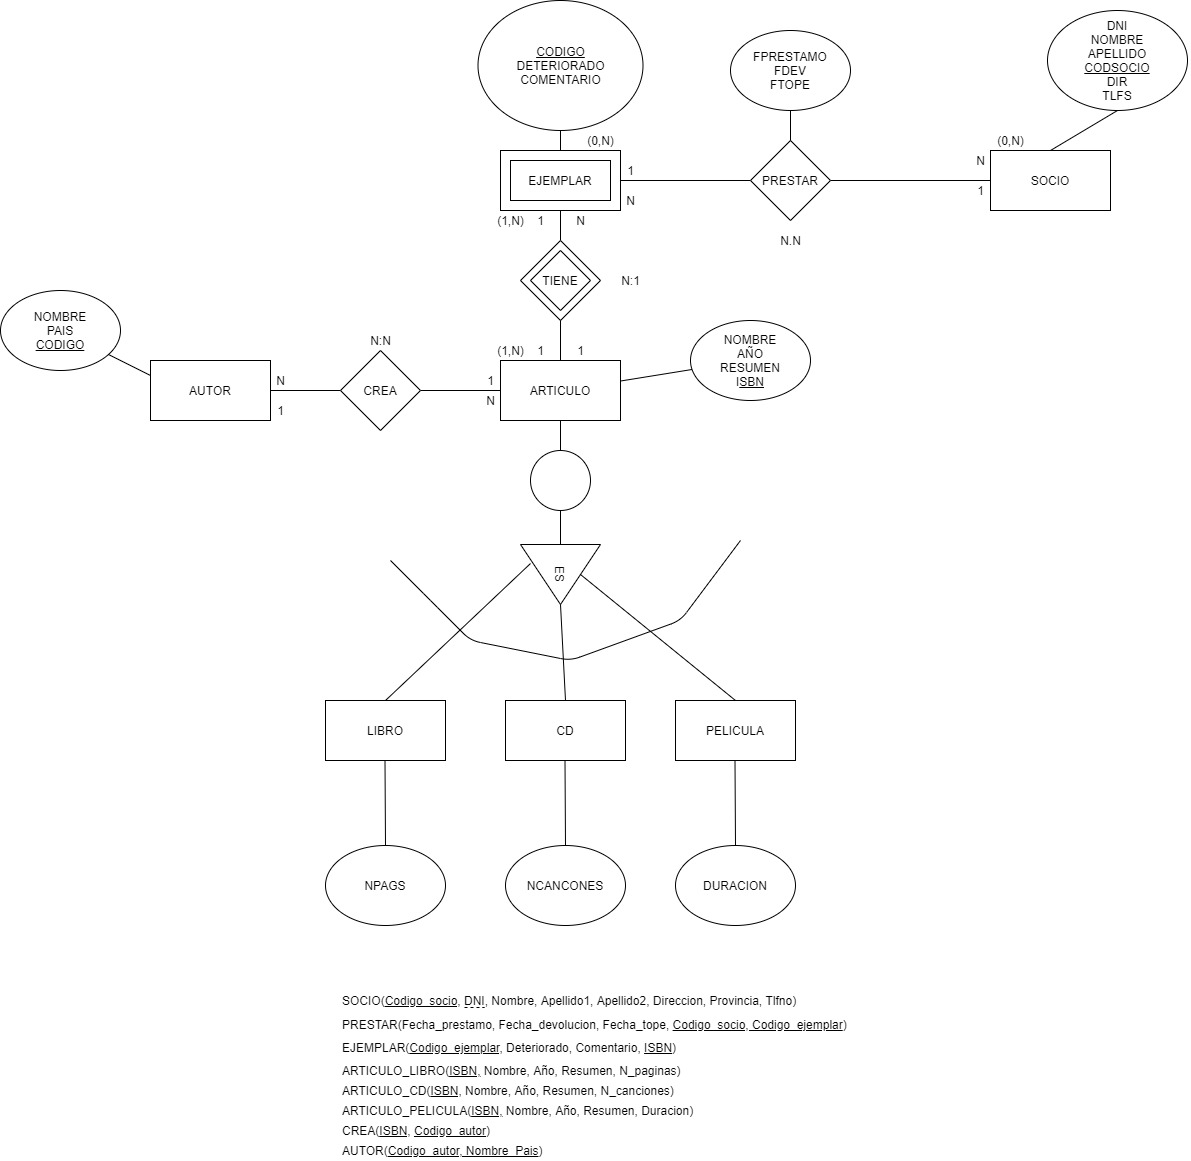 CODIGO
DETERIORADO
COMENTARIO
FPRESTAMO
FDEV
FTOPE
DNI
NOMBRE
APELLIDO
CODSOCIO
DIR
TLFS
(0,N)
(0,N)
EJEMPLAR
1
N
PRESTAR
N
1
SOCIO
(1,N)
1
N
N.N
TIENE
N:1
NOMBRE
PAIS
CODIGO
N:N
(1,N)
1
1
NOMBRE
AÑO
RESUMEN
ISBN
AUTOR
N
1
CREA
1
N
ARTICULO
ES
LIBRO
CD
PELICULA
NPAGS
NCANCONES
DURACION
SOCIO(Codigo_socio, DNI, Nombre, Apellido1, Apellido2, Direccion, Provincia, Tlfno)
PRESTAR(Fecha_prestamo, Fecha_devolucion, Fecha_tope, Codigo_socio, Codigo_ejemplar)
EJEMPLAR(Codigo_ejemplar, Deteriorado, Comentario, ISBN)
ARTICULO_LIBRO(ISBN, Nombre, Año, Resumen, N_paginas)
ARTICULO_CD(ISBN, Nombre, Año, Resumen, N_canciones)
ARTICULO_PELICULA(ISBN, Nombre, Año, Resumen, Duracion)
CREA(ISBN, Codigo_autor)
AUTOR(Codigo_autor, Nombre_Pais)